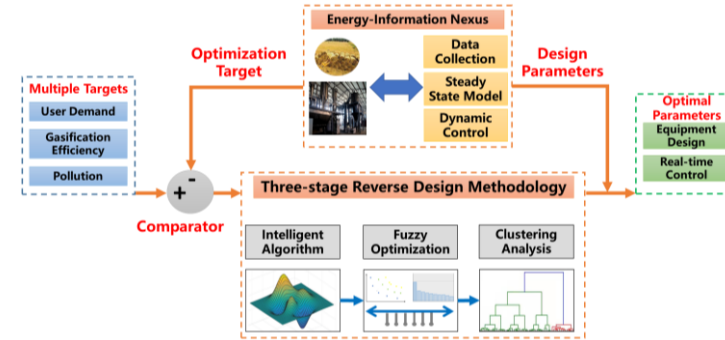 Energy-Information Nexus
Optimization
Target
Data
Collection
Steady
State Model
Dynamic
Control
Design
Parameters
Multiple Targets
User Demand
Gasification
Efficiency
Pollution
+
-
Comparator
Three-stage Reverse Design Methodology
Intelligent
Algorithm
Fuzzy
Optimization
Clustering
Analysis
Optimal
Parameters
Equipment
Design
Real-time
Control